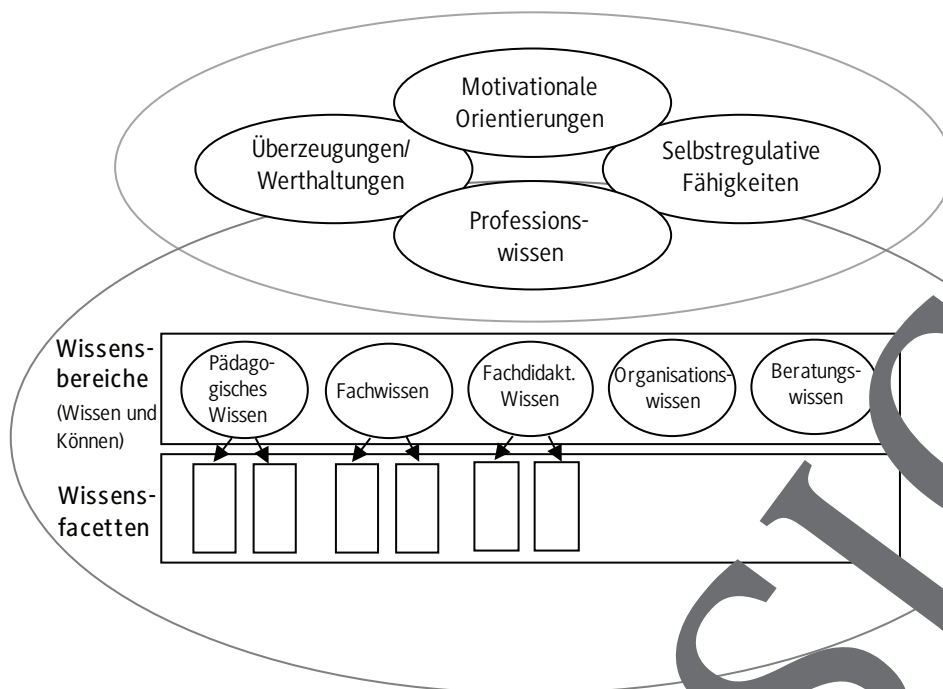 Motivationale
Orientierungen
Überzeugungen/
Werthaltungen
Selbstregulative
Fähigkeiten
Professions-
wissen
Wissens-
bereiche
(Wissen und
Können)
Pädago-
gisches
Wissen
Fachwissen
Fachdidakt.
Wissen
Organisations-
wissen
Beratungs-
wissen
Wissens-
facetten